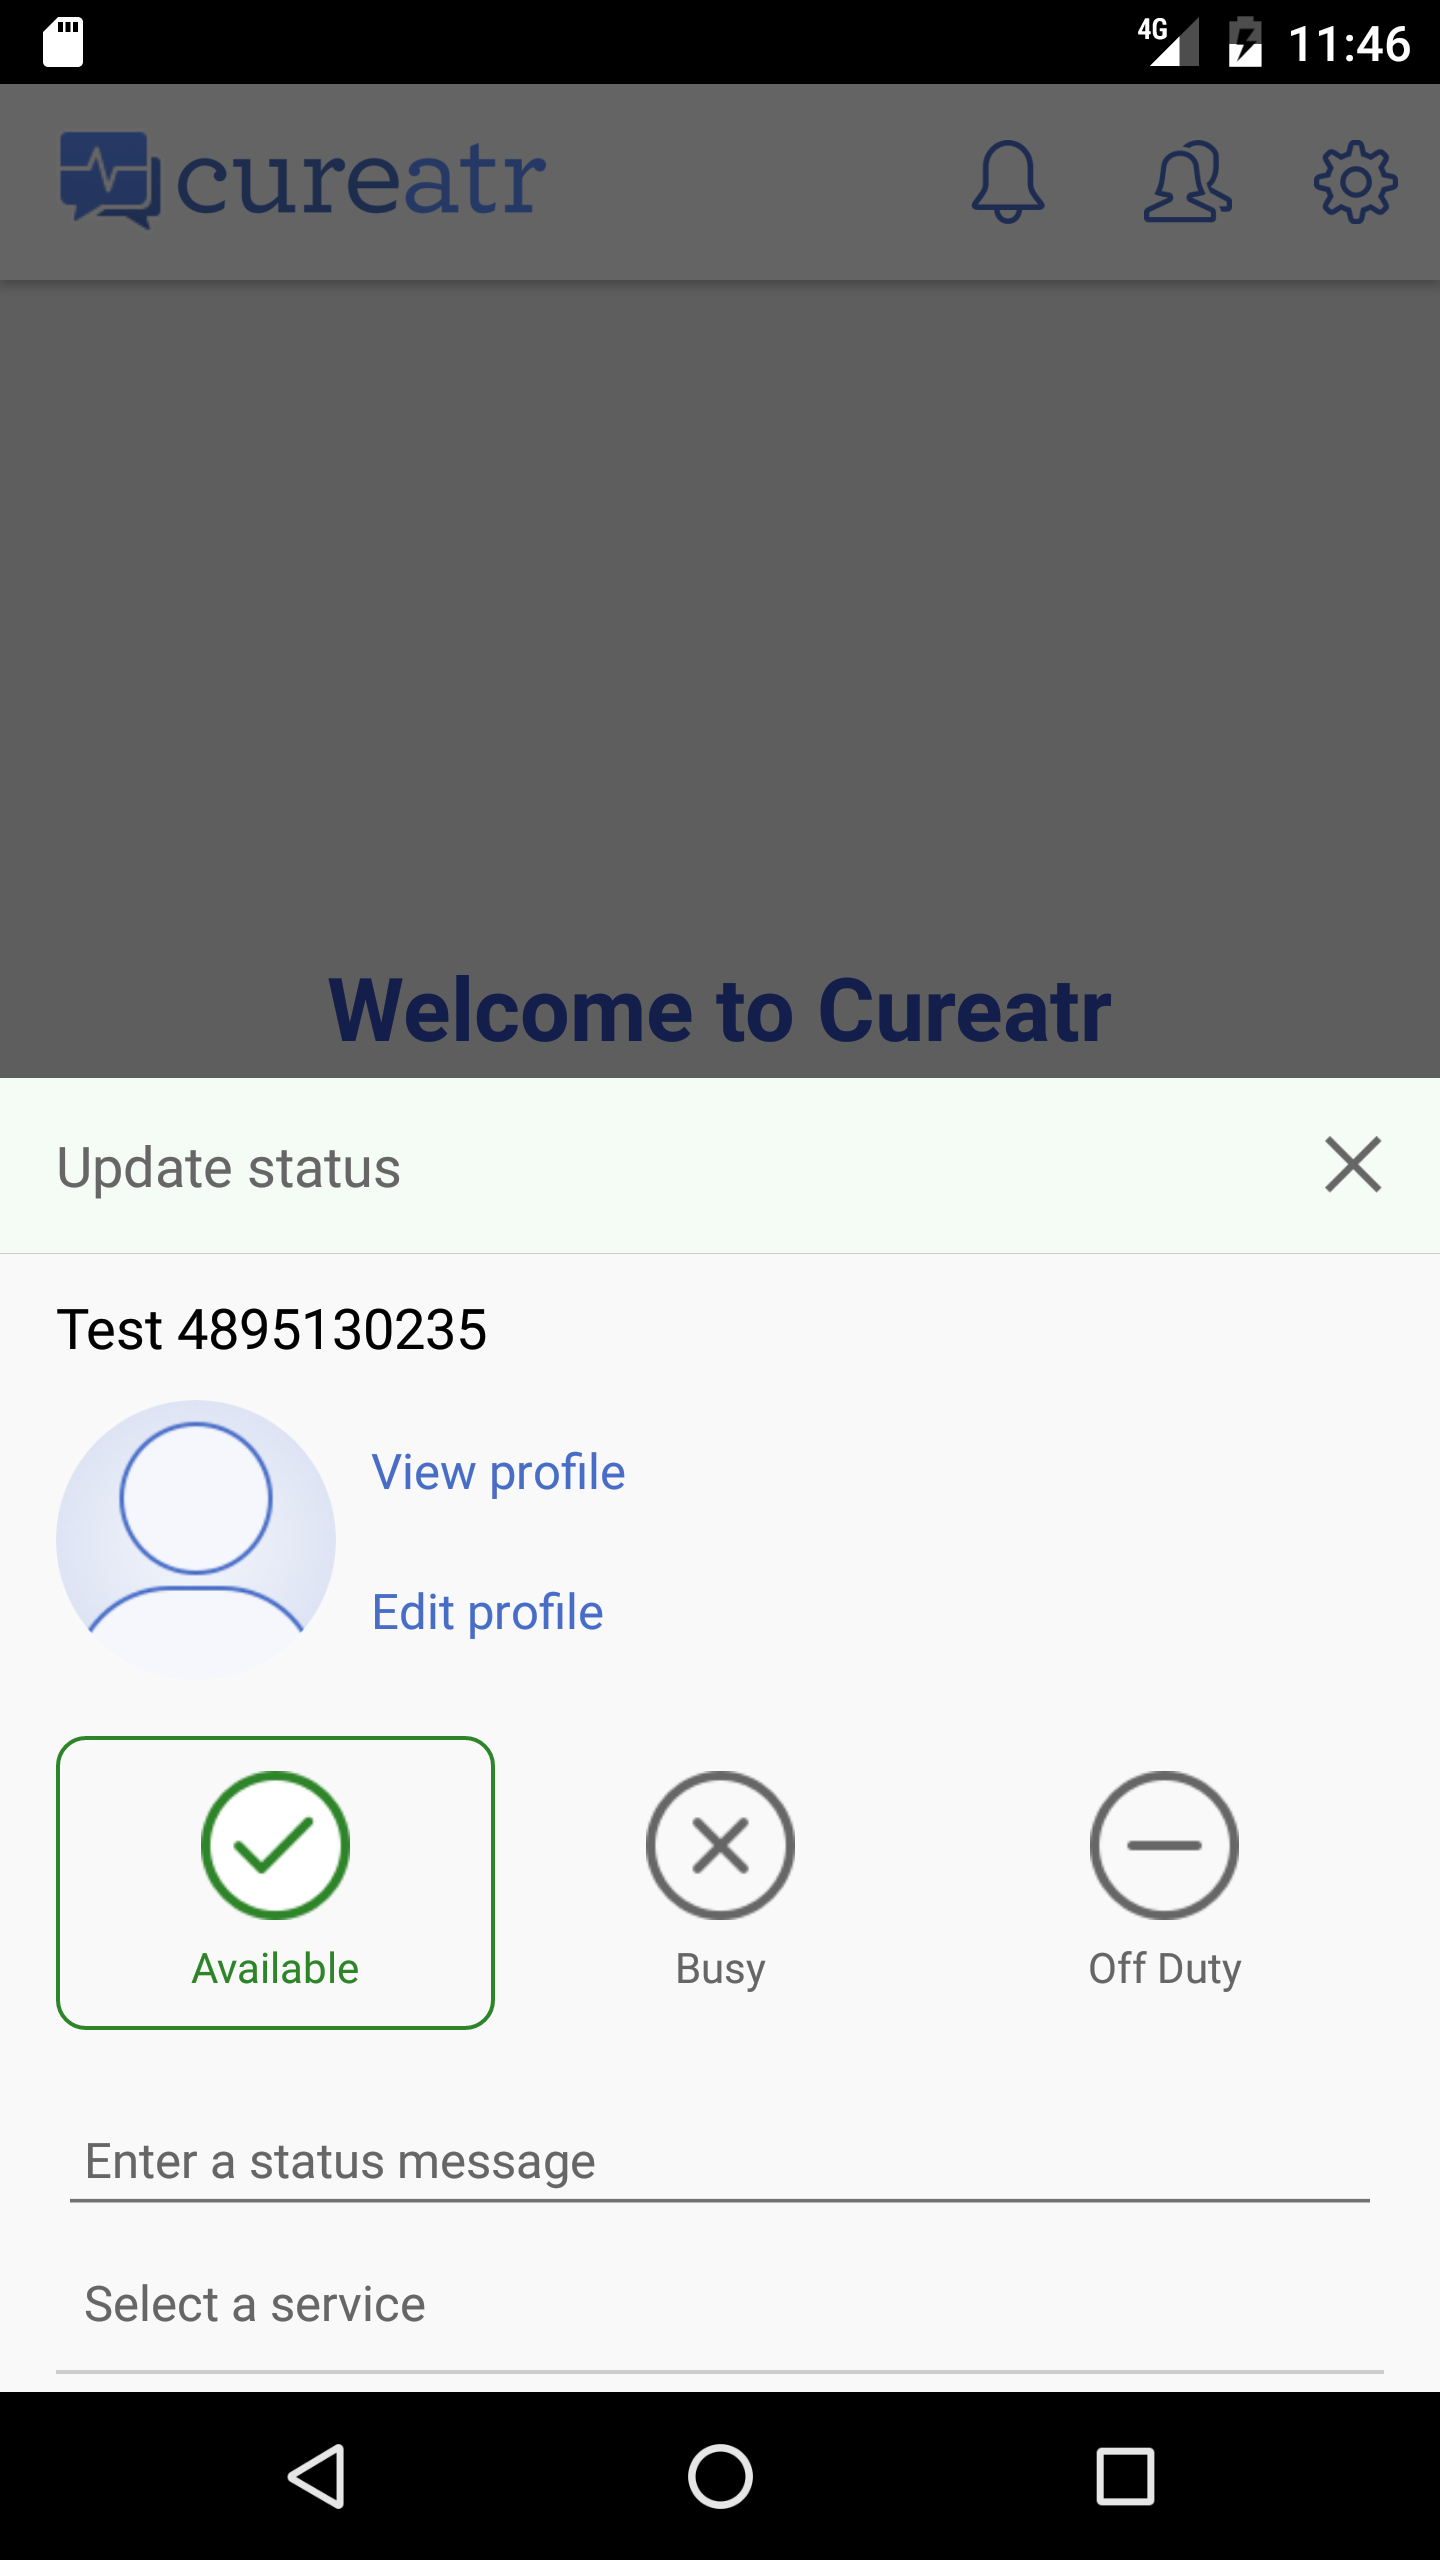 4G 11:46
cureatr
Welcome to Cureatr
Update status
Test 4895130235
View profile
Edit profile
Available Busy Off Duty
Enter a status message
Select a service